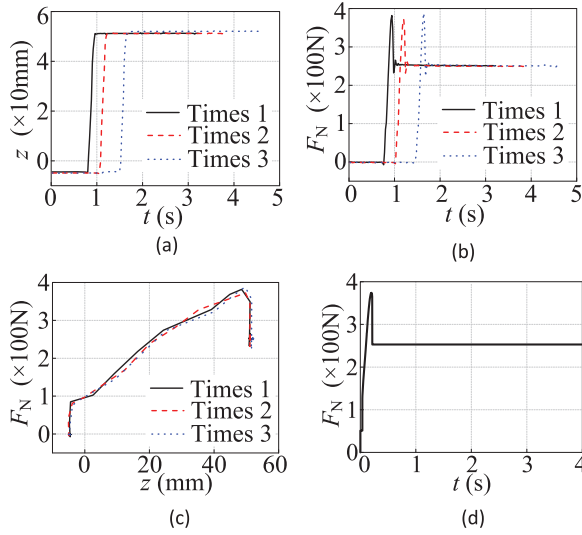 z (×10mm)
6
4
2
0
0 1 2 3 4 5
t (s)
Times 1
Times 2
Times 3
(a)
F_N (×100N)
4
3
2
1
0
0 1 2 3 4 5
t (s)
Times 1
Times 2
Times 3
(b)
F_N (×100N)
4
3
2
1
0
0 20 40 60
z (mm)
Times 1
Times 2
Times 3
(c)
F_N (×100N)
4
3
2
1
0
0 1 2 3 4
t (s)
(d)